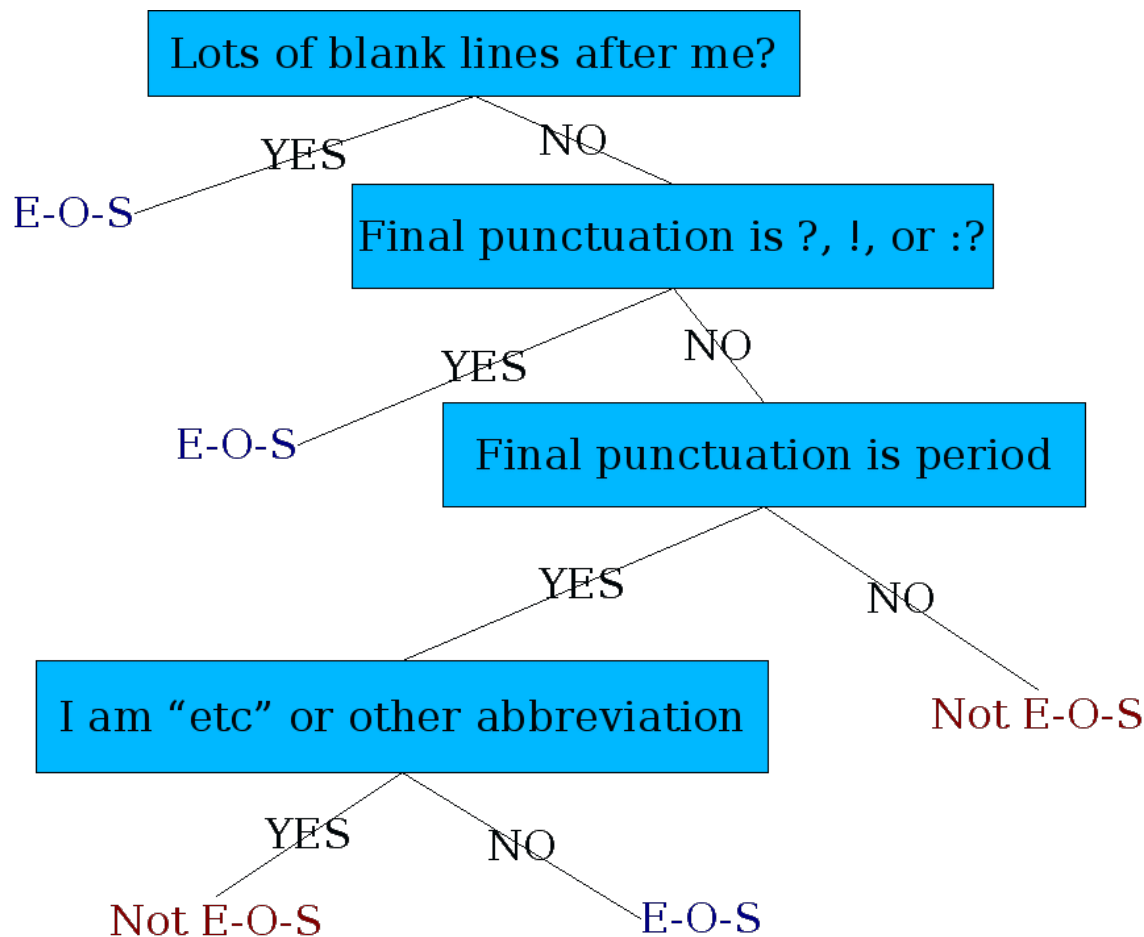 Lots of blank lines after me?
YES
NO
E-O-S
Final punctuation is ?, !, or :?
YES
NO
E-O-S
Final punctuation is period
YES
NO
I am “etc” or other abbreviation
Not E-O-S
YES
NO
Not E-O-S
E-O-S